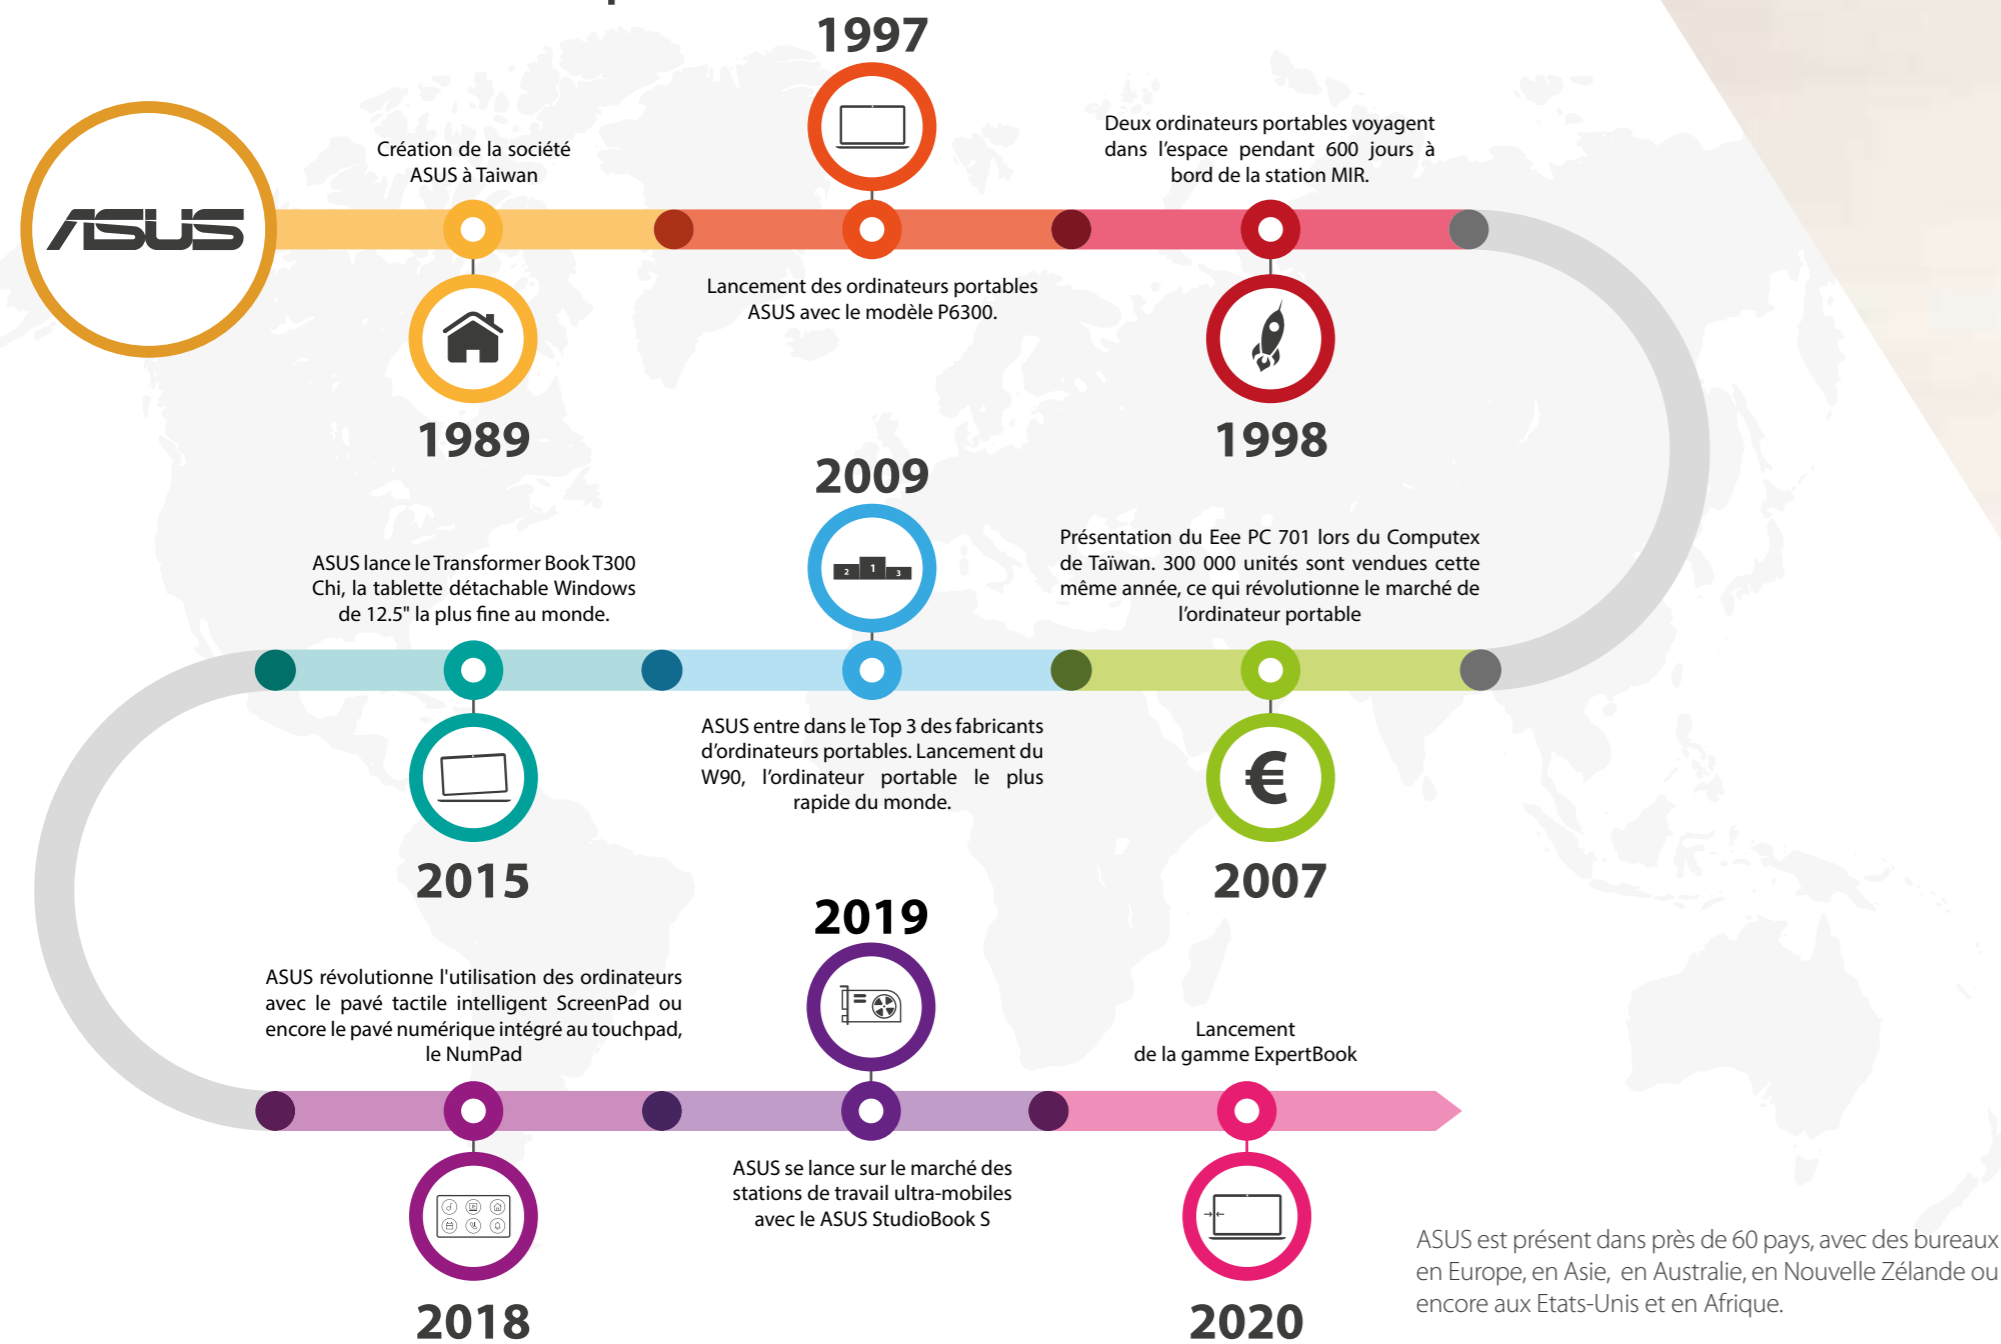 1997
Création de la société
ASUS à Taiwan
Deux ordinateurs portables voyagent
dans l'espace pendant 600 jours à
bord de la station MIR.
ASUS
Lancement des ordinateurs portables
ASUS avec le modèle P6300.
1989
1998
2009
2 1 3
ASUS lance le Transformer Book T300
Chi, la tablette détachable Windows
de 12.5" la plus fine au monde.
Présentation du Eee PC 701 lors du Computex
de Taïwan. 300 000 unités sont vendues cette
même année, ce qui révolutionne le marché de
l'ordinateur portable
ASUS entre dans le Top 3 des fabricants
d'ordinateurs portables. Lancement du
W90, l'ordinateur portable le plus
rapide du monde.
€
2015
2007
2019
ASUS révolutionne l'utilisation des ordinateurs
avec le pavé tactile intelligent ScreenPad ou
encore le pavé numérique intégré au touchpad,
le NumPad
Lancement
de la gamme ExpertBook
ASUS se lance sur le marché des
stations de travail ultra-mobiles
avec le ASUS StudioBook S
2018
2020
ASUS est présent dans près de 60 pays, avec des bureaux
en Europe, en Asie, en Australie, en Nouvelle Zélande ou
encore aux Etats-Unis et en Afrique.